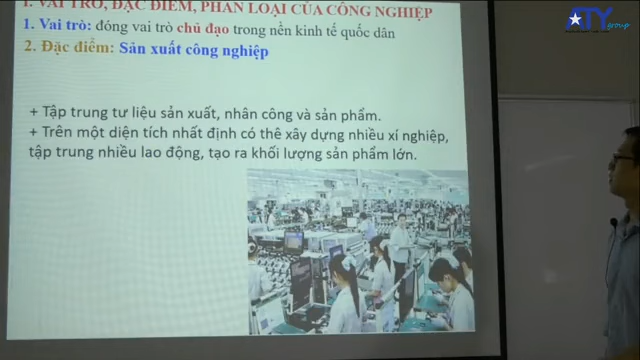 I. VAI TRÒ, ĐẶC ĐIỂM, PHÂN LOẠI CỦA CÔNG NGHIỆP
1. Vai trò: đóng vai trò chủ đạo trong nền kinh tế quốc dân
2. Đặc điểm: Sản xuất công nghiệp
+ Tập trung tư liệu sản xuất, nhân công và sản phẩm.
+ Trên một diện tích nhất định có thể xây dựng nhiều xí nghiệp,
tập trung nhiều lao động, tạo ra khối lượng sản phẩm lớn.
ATY group